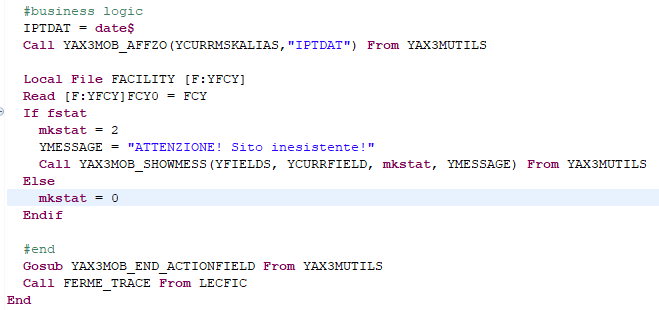 #business logic
IPTDAT = date$
Call YAX3MOB_AFFZO(YCURRMSKALIAS,"IPTDAT") From YAX3MUTILS
Local File FACILITY [F:YFCY]
Read [F:YFCY]FCY0 = FCY
If fstat
mkstat = 2
YMESSAGE = "ATTENZIONE! Sito inesistente!"
Call YAX3MOB_SHOWMESS(YFIELDS, YCURRFIELD, mkstat, YMESSAGE) From YAX3MUTILS
Else
mkstat = 0
Endif
#end
Gosub YAX3MOB_END_ACTIONFIELD From YAX3MUTILS
Call FERME_TRACE From LECFIC
End